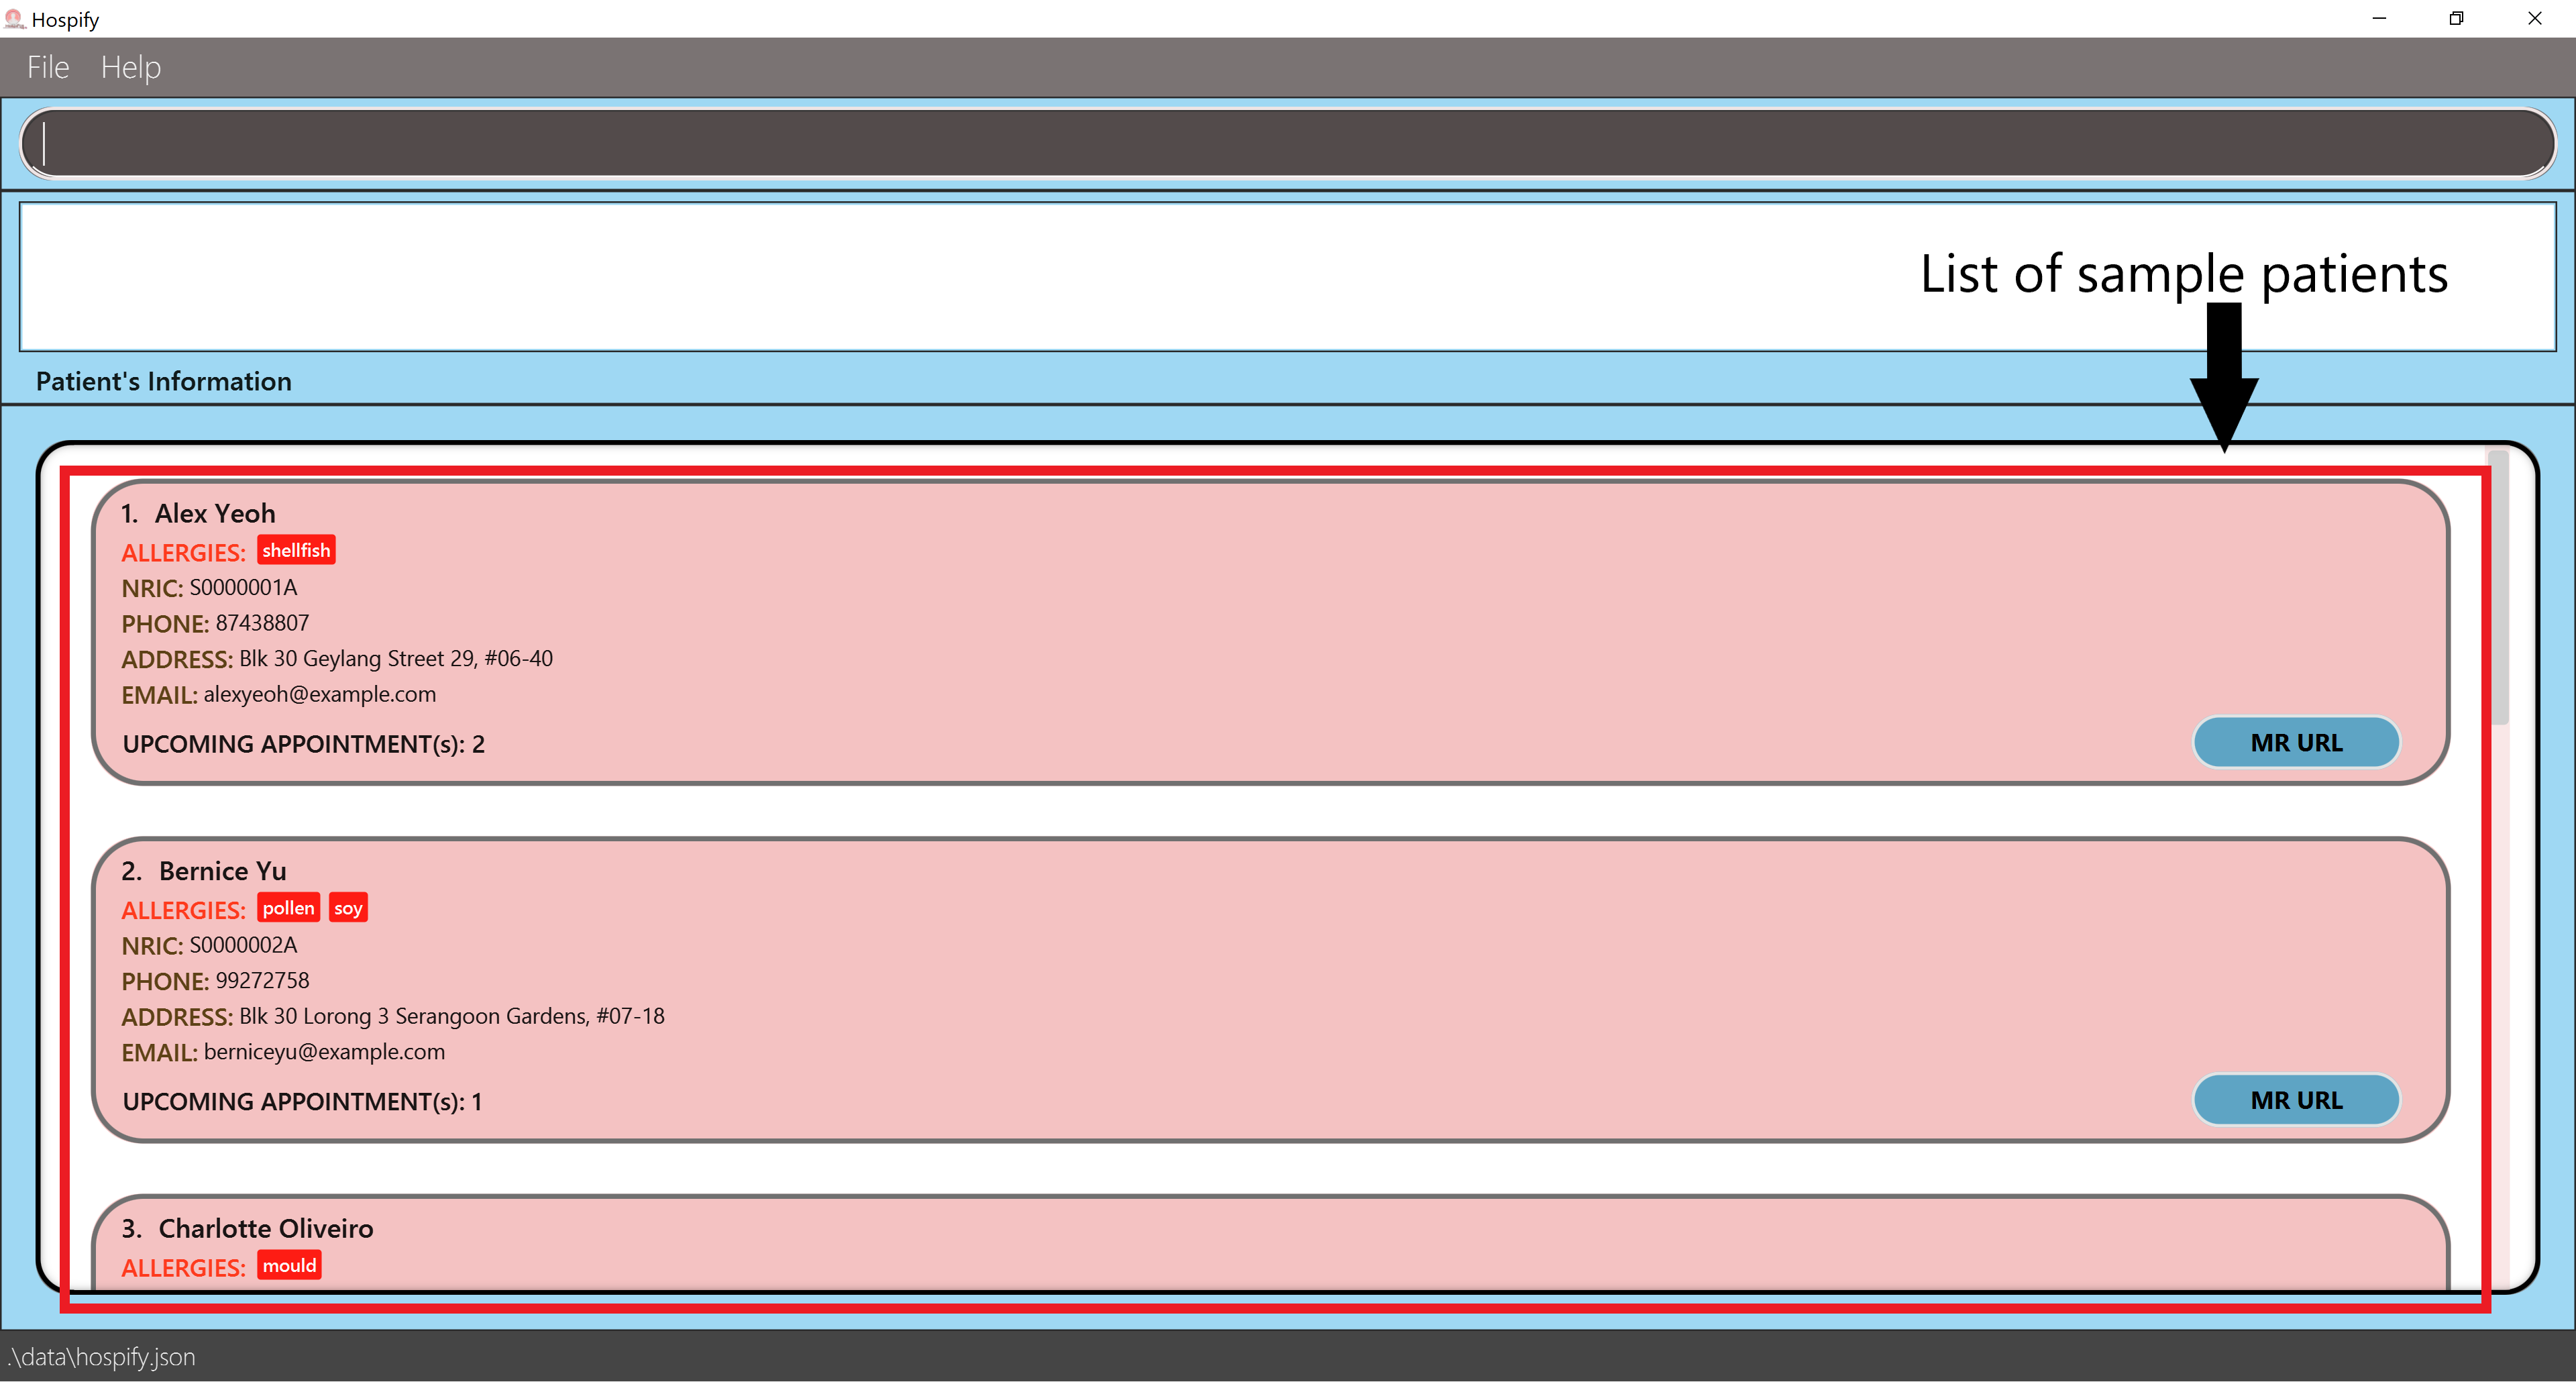 Hospify
File Help
List of sample patients
Patient's Information
1. Alex Yeoh
ALLERGIES: shellfish
NRIC: S0000001A
PHONE: 87438807
ADDRESS: Blk 30 Geylang Street 29, #06-40
EMAIL: alexyeoh@example.com
UPCOMING APPOINTMENT(s): 2
MR URL
2. Bernice Yu
ALLERGIES: pollen soy
NRIC: S0000002A
PHONE: 99272758
ADDRESS: Blk 30 Lorong 3 Serangoon Gardens, #07-18
EMAIL: berniceyu@example.com
UPCOMING APPOINTMENT(s): 1
MR URL
3. Charlotte Oliveiro
ALLERGIES: mould
.\data\hospify.json